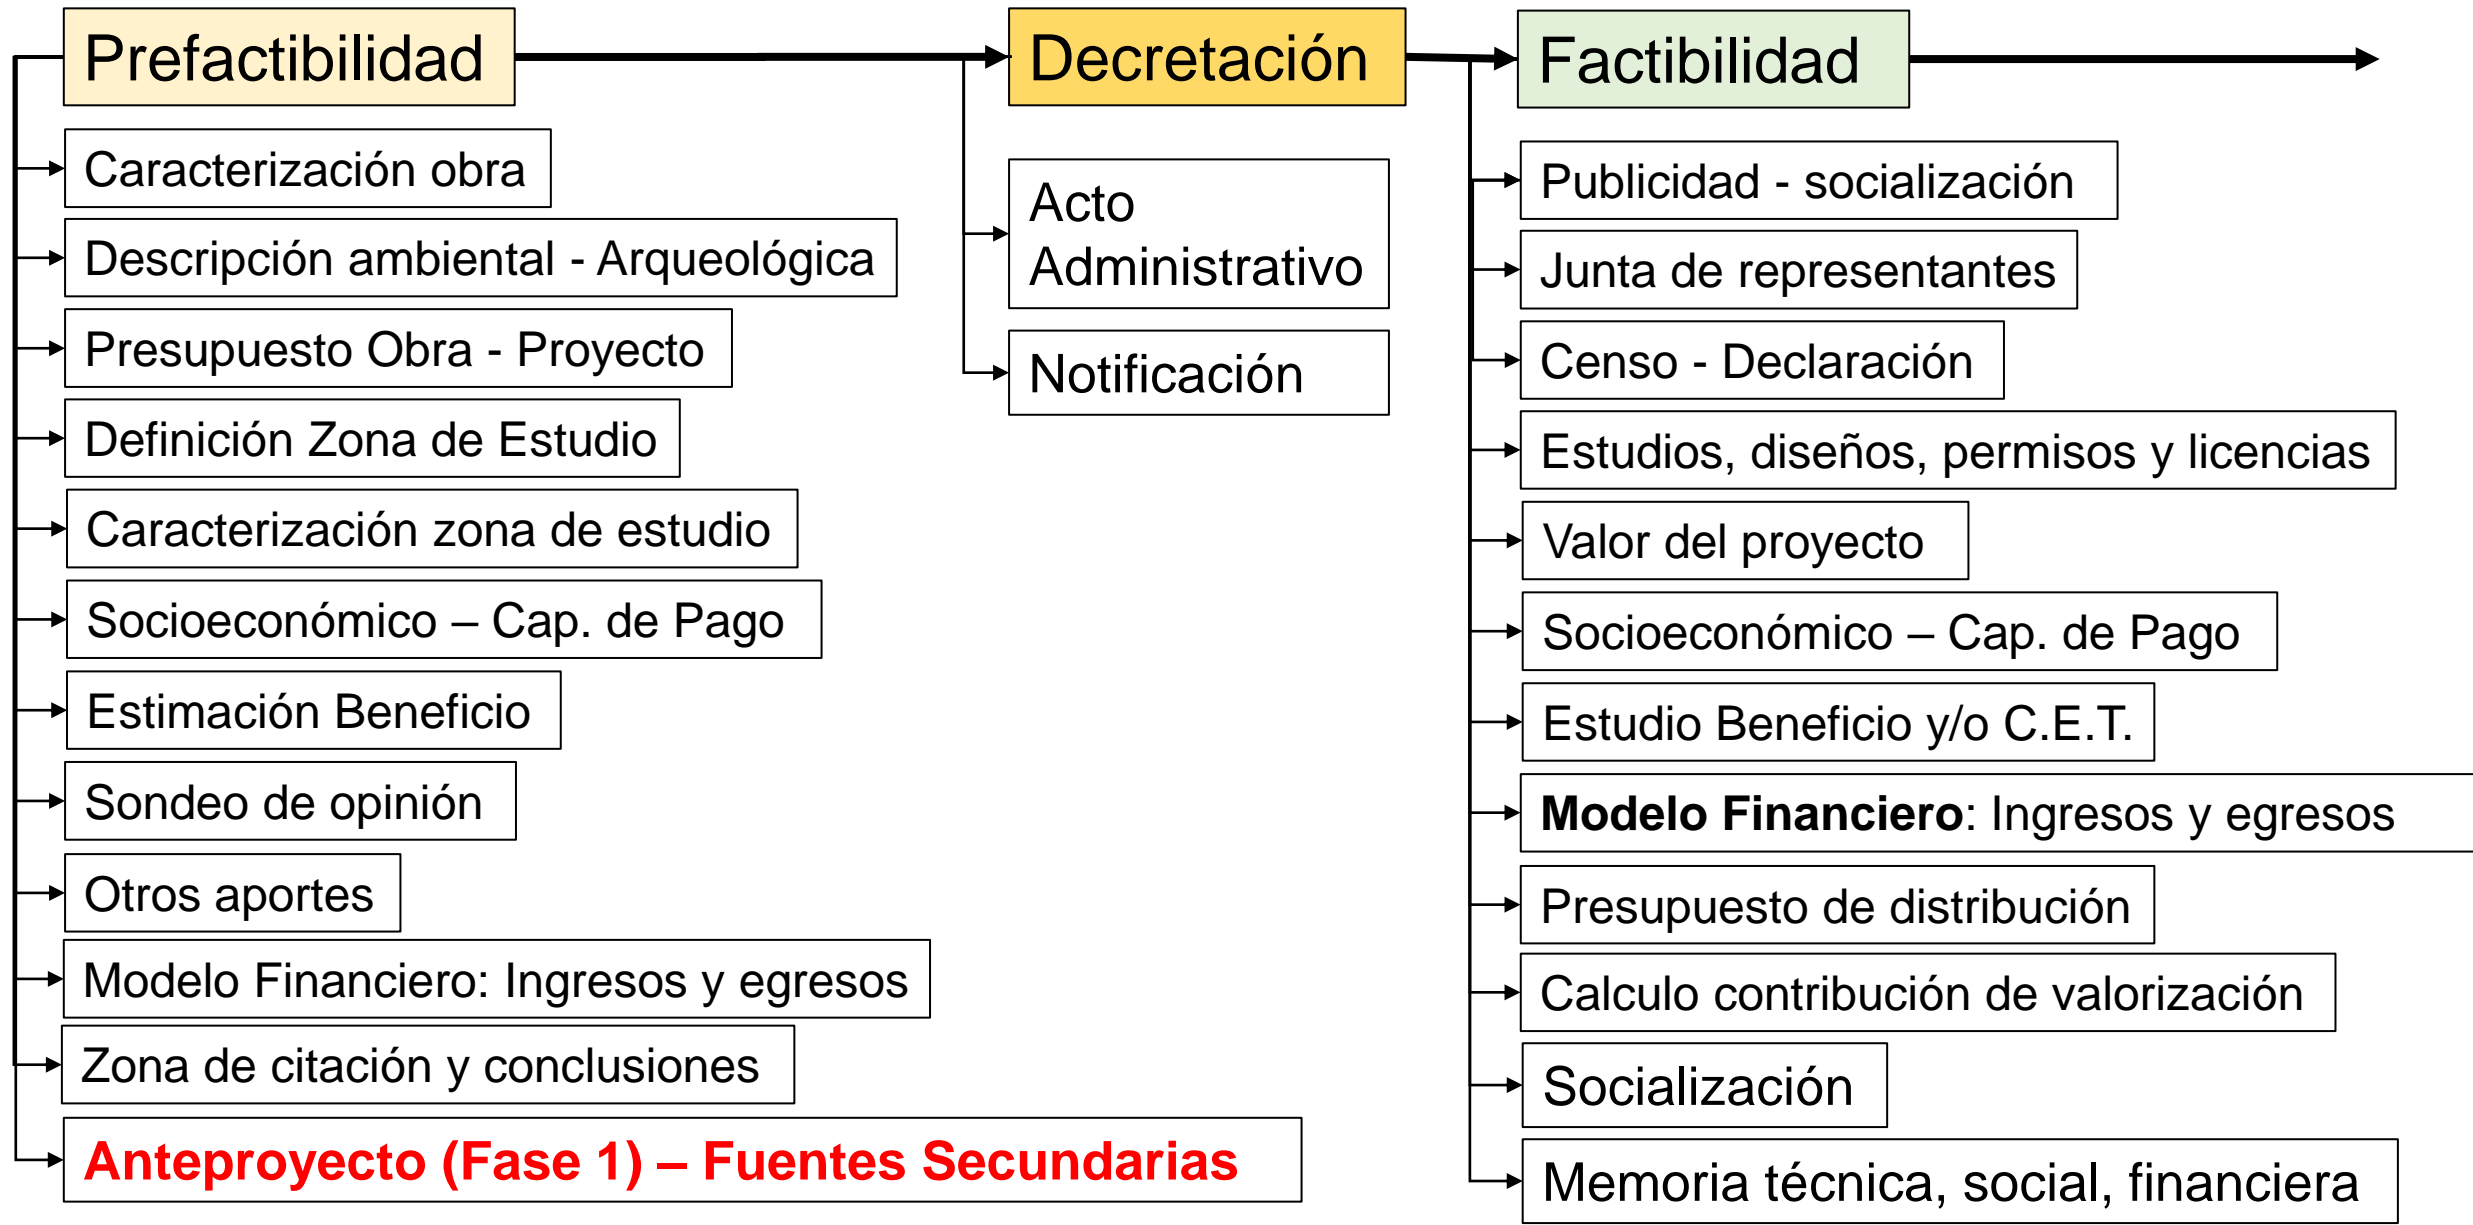 Prefactibilidad
Caracterización obra
Descripción ambiental - Arqueológica
Presupuesto Obra - Proyecto
Definición Zona de Estudio
Caracterización zona de estudio
Socioeconómico – Cap. de Pago
Estimación Beneficio
Sondeo de opinión
Otros aportes
Modelo Financiero: Ingresos y egresos
Zona de citación y conclusiones
Anteproyecto (Fase 1) – Fuentes Secundarias
Decretación
Acto
Administrativo
Notificación
Factibilidad
Publicidad - socialización
Junta de representantes
Censo - Declaración
Estudios, diseños, permisos y licencias
Valor del proyecto
Socioeconómico – Cap. de Pago
Estudio Beneficio y/o C.E.T.
Modelo Financiero: Ingresos y egresos
Presupuesto de distribución
Calculo contribución de valorización
Socialización
Memoria técnica, social, financiera